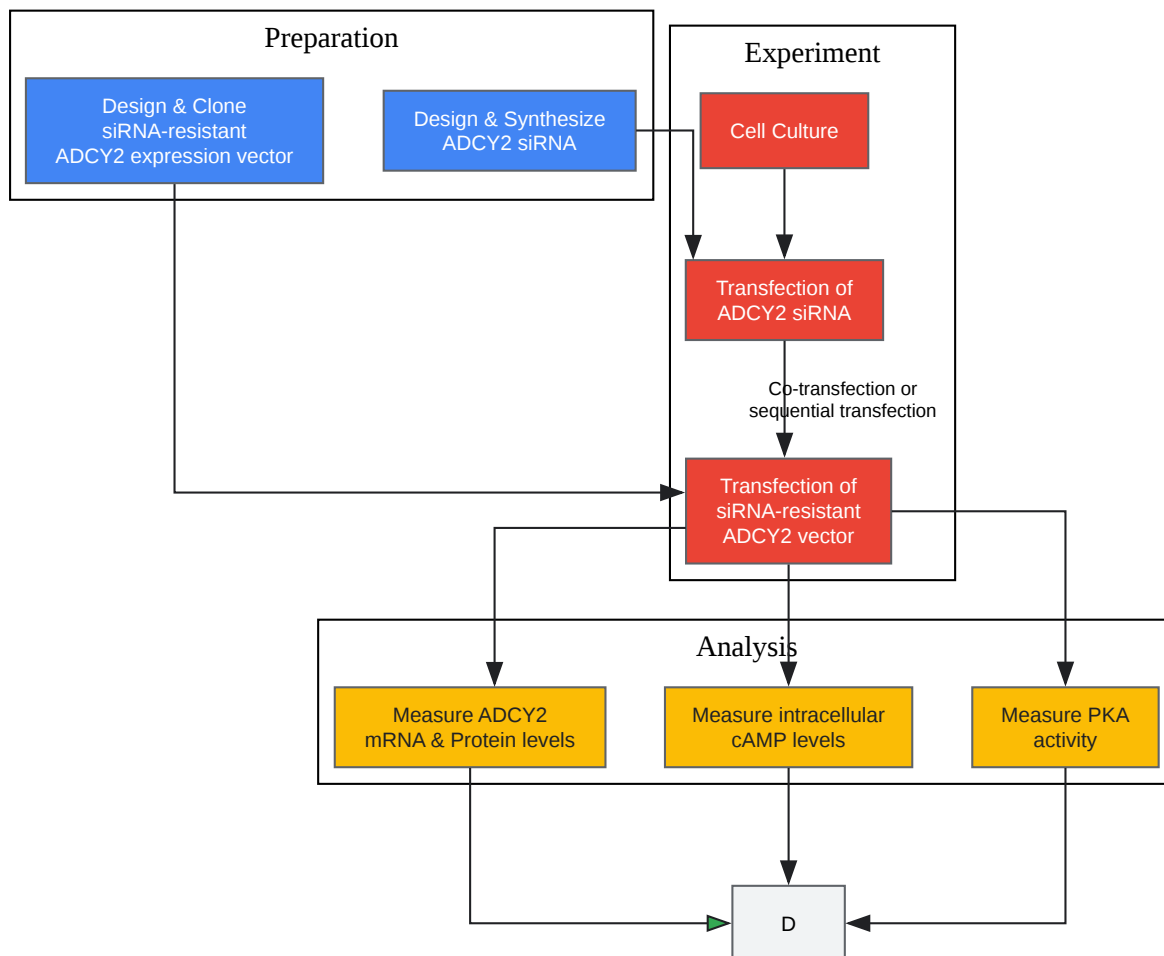 Preparation
Design & Clone
siRNA-resistant
ADCY2 expression vector
Design & Synthesize
ADCY2 siRNA
Experiment
Cell Culture
Transfection of
ADCY2 siRNA
Co-transfection or
sequential transfection
Transfection of
siRNA-resistant
ADCY2 vector
Analysis
Measure ADCY2
mRNA & Protein levels
Measure intracellular
cAMP levels
Measure PKA
activity
D